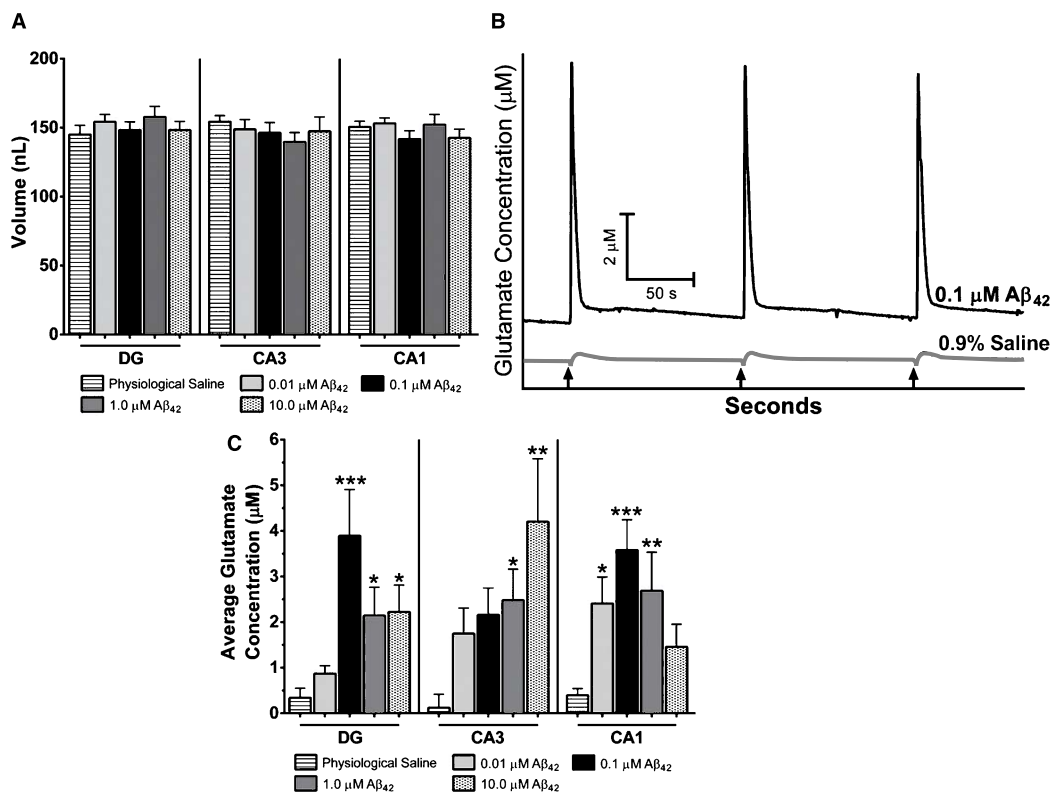 A
B
200
150
100
50
0
Volume (nL)
DG
CA3
CA1
Physiological Saline
0.01 μM Aβ42
0.1 μM Aβ42
1.0 μM Aβ42
10.0 μM Aβ42
Glutamate Concentration (μM)
2 μM
50 s
0.1 μM Aβ42
0.9% Saline
Seconds
C
6
5
4
3
2
1
0
Average Glutamate
Concentration (μM)
***
*
*
*
**
*
***
**
DG
CA3
CA1
Physiological Saline
0.01 μM Aβ42
0.1 μM Aβ42
1.0 μM Aβ42
10.0 μM Aβ42